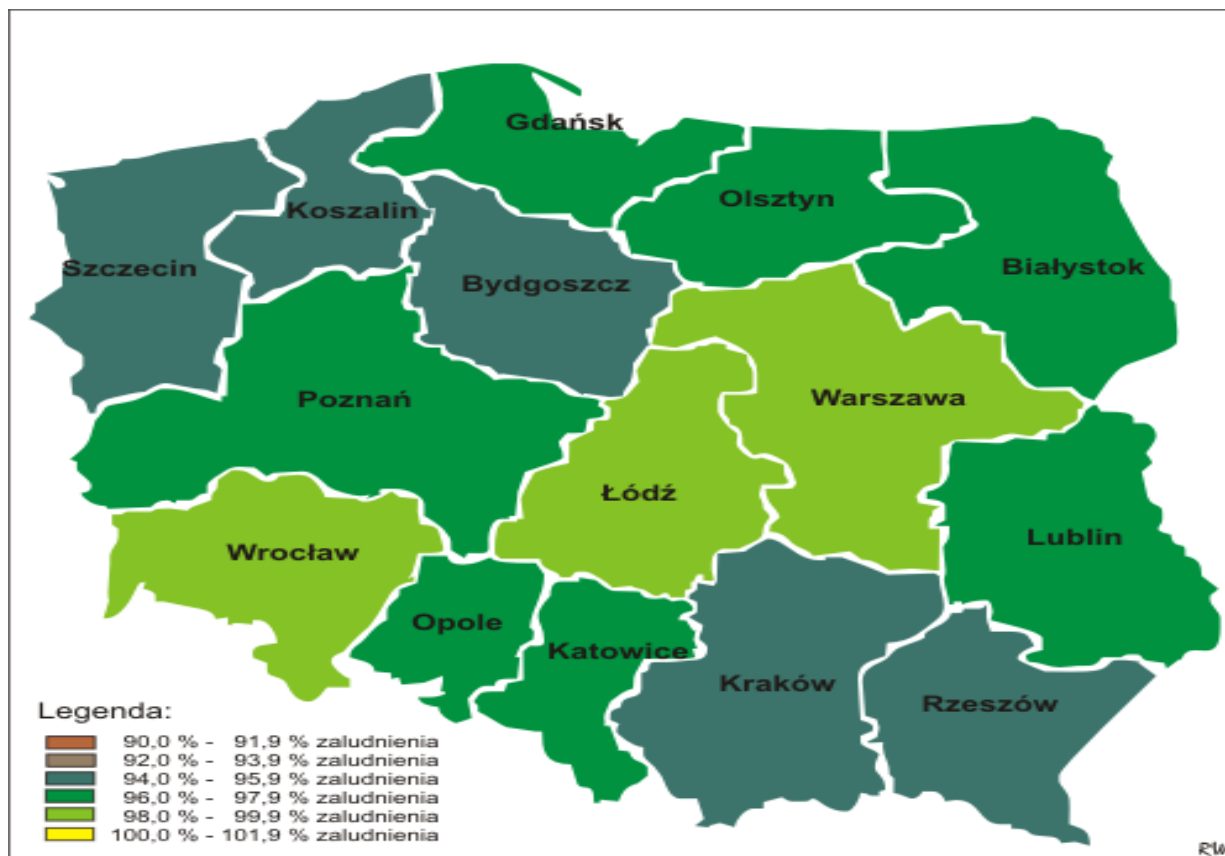 Gdańsk
Olsztyn
Koszalin
Szczecin
Białystok
Bydgoszcz
Poznań
Warszawa
Łódź
Lublin
Wrocław
Opole
Katowice
Kraków
Rzeszów
Legenda:
90,0 % - 91,9 % zaludnienia
92,0 % - 93,9 % zaludnienia
94,0 % - 95,9 % zaludnienia
96,0 % - 97,9 % zaludnienia
98,0 % - 99,9 % zaludnienia
100,0 % - 101,9 % zaludnienia
RW